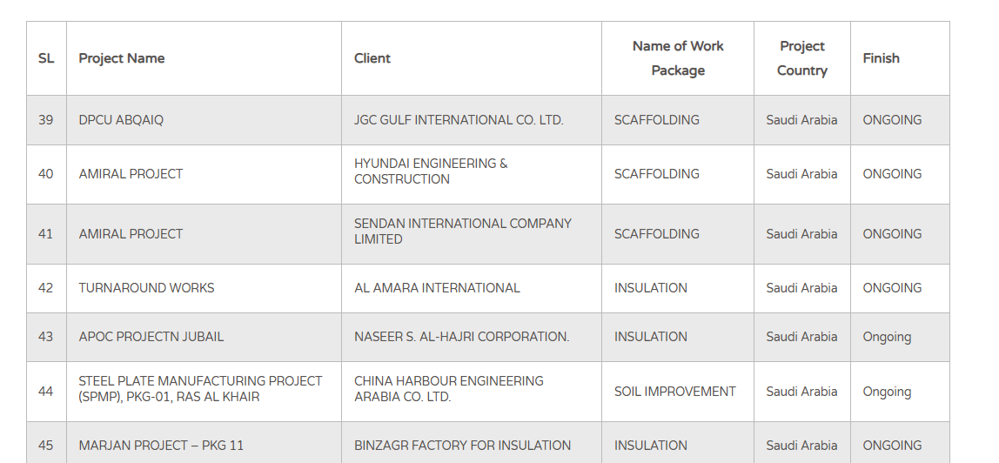 SL Project Name Client Name of Work Package Project Country Finish
39 DPCU ABQAIQ JGC GULF INTERNATIONAL CO. LTD. SCAFFOLDING Saudi Arabia ONGOING
40 AMIRAL PROJECT HYUNDAI ENGINEERING & CONSTRUCTION SCAFFOLDING Saudi Arabia ONGOING
41 AMIRAL PROJECT SENDAN INTERNATIONAL COMPANY LIMITED SCAFFOLDING Saudi Arabia ONGOING
42 TURNAROUND WORKS AL AMARA INTERNATIONAL INSULATION Saudi Arabia ONGOING
43 APOC PROJECTN JUBAIL NASEER S. AL-HAJRI CORPORATION. INSULATION Saudi Arabia Ongoing
44 STEEL PLATE MANUFACTURING PROJECT (SPMP), PKG-01, RAS AL KHAIR CHINA HARBOUR ENGINEERING ARABIA CO. LTD. SOIL IMPROVEMENT Saudi Arabia Ongoing
45 MARJAN PROJECT – PKG 11 BINZAGR FACTORY FOR INSULATION INSULATION Saudi Arabia ONGOING